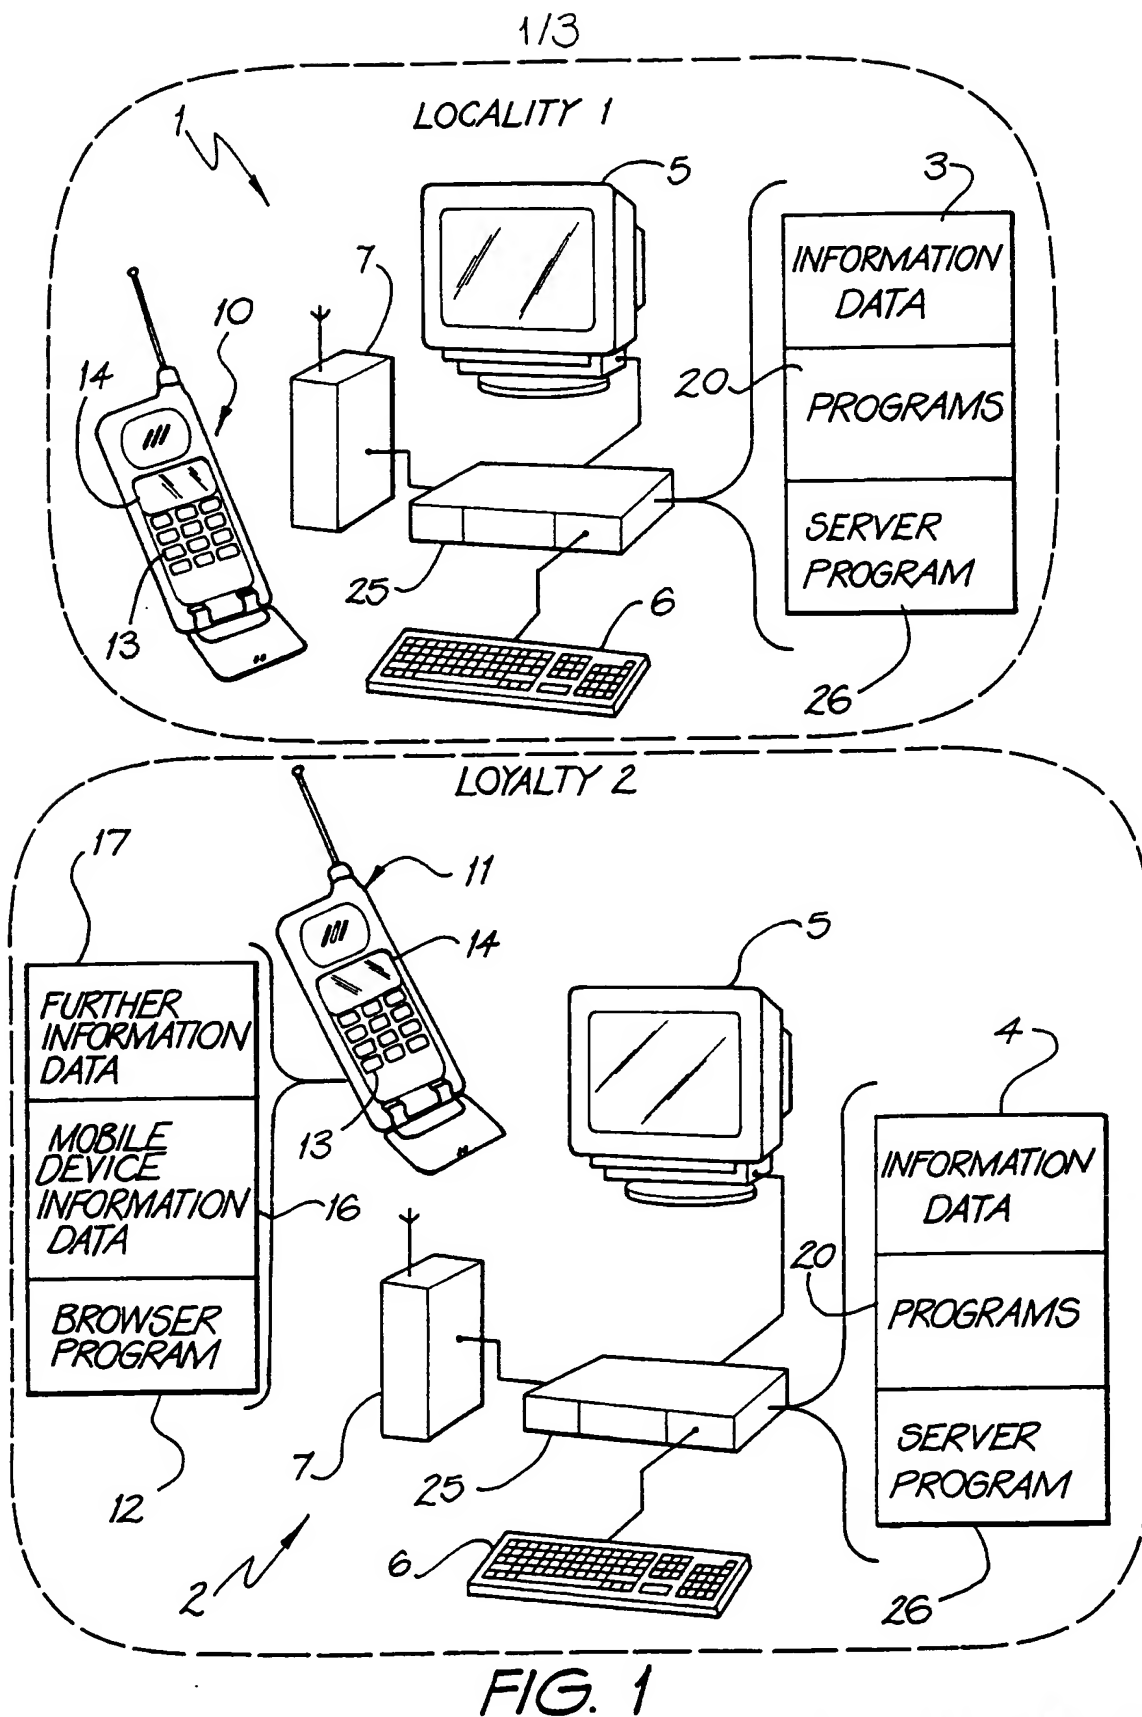 1/3
LOCALITY 1
1
5
3
7
10
14
INFORMATION
DATA
20
PROGRAMS
SERVER
PROGRAM
25
13
6
26
LOYALTY 2
17
11
14
5
4
FURTHER
INFORMATION
DATA
MOBILE
DEVICE
INFORMATION
DATA
16
13
BROWSER
PROGRAM
12
INFORMATION
DATA
20
PROGRAMS
SERVER
PROGRAM
7
25
6
2
26
FIG. 1